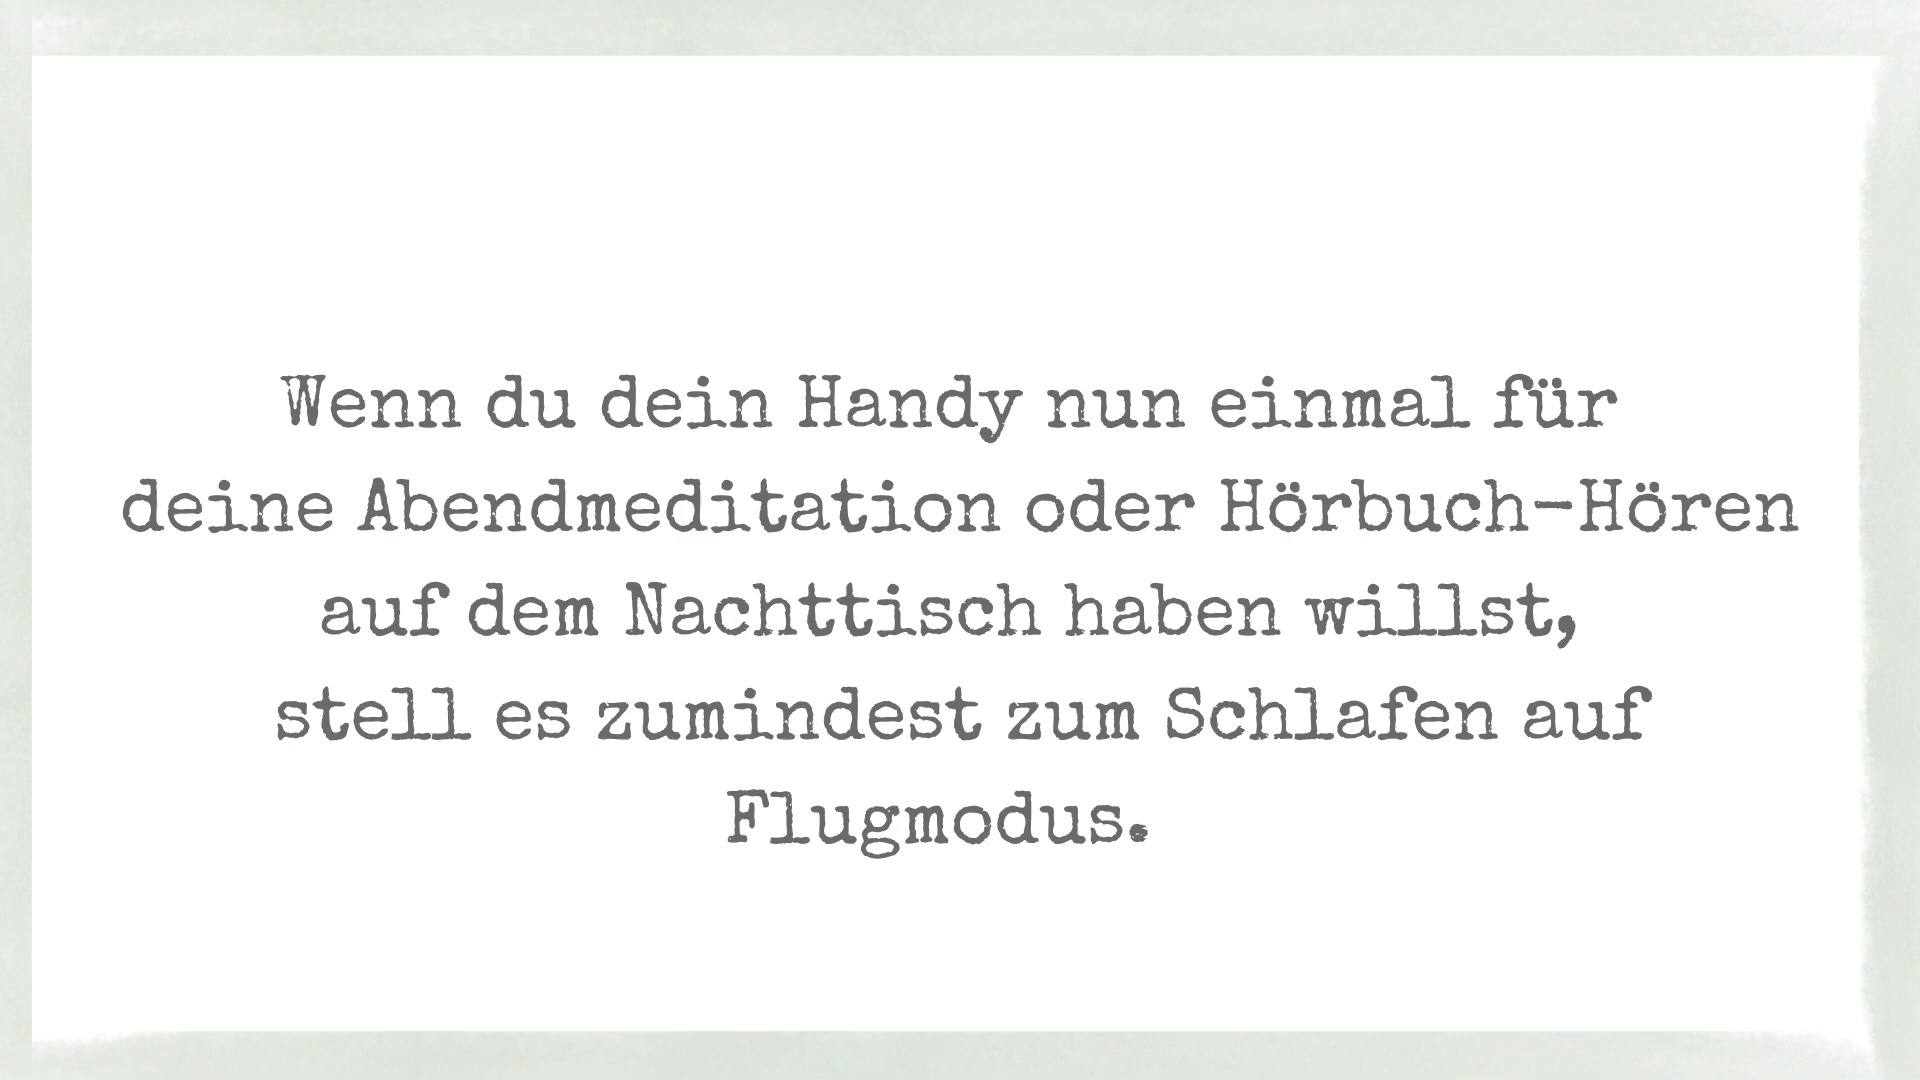 Wenn du dein Handy nun einmal für
deine Abendmeditation oder Hörbuch-Hören
auf dem Nachttisch haben willst,
stell es zumindest zum Schlafen auf
Flugmodus.